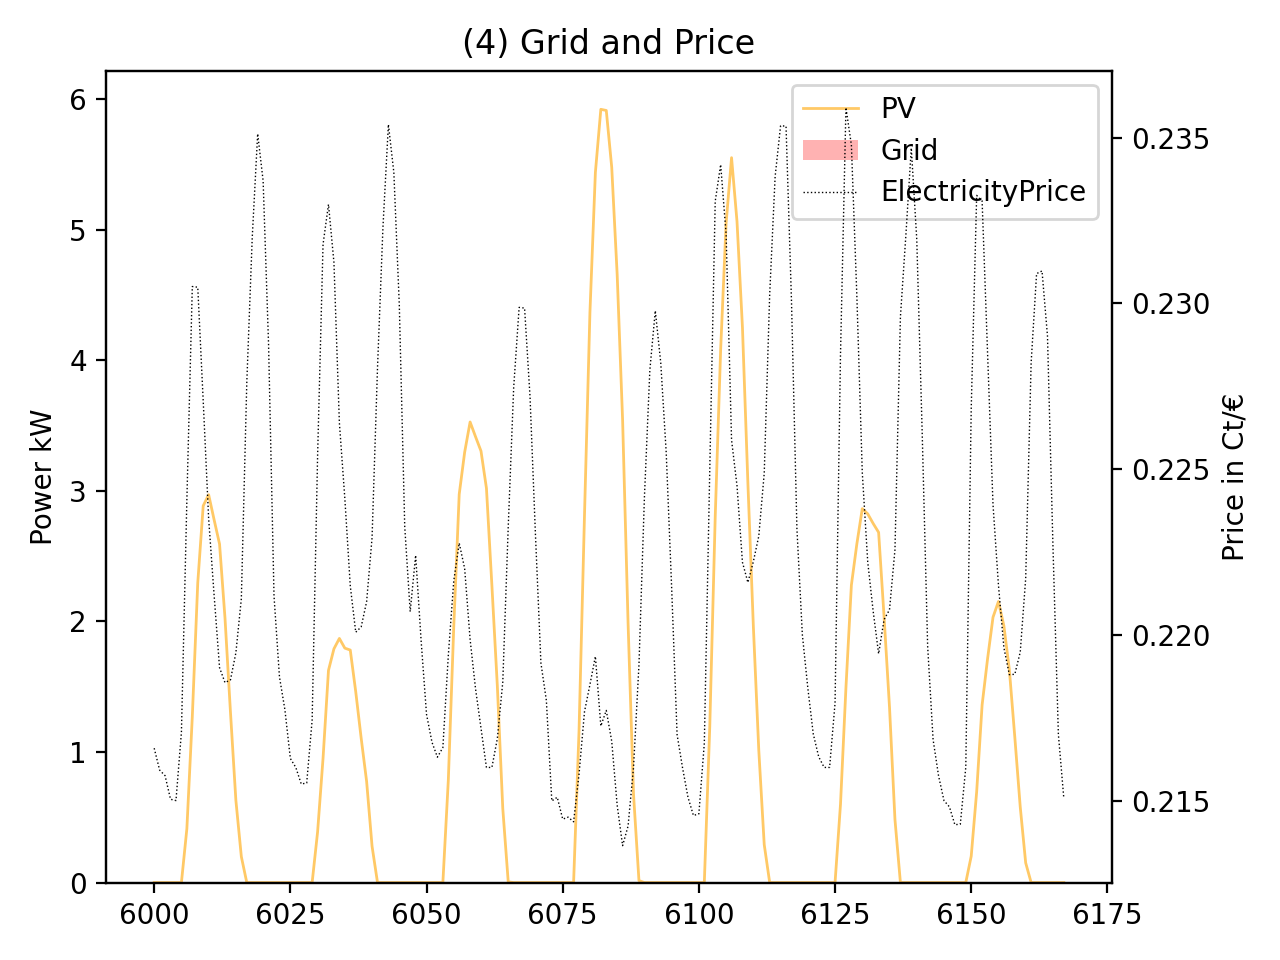 (4) Grid and Price
PV
Grid
ElectricityPrice
Power kW
6
5
4
3
2
1
0
0.235
0.230
0.225
0.220
0.215
Price in Ct/€
6000 6025 6050 6075 6100 6125 6150 6175